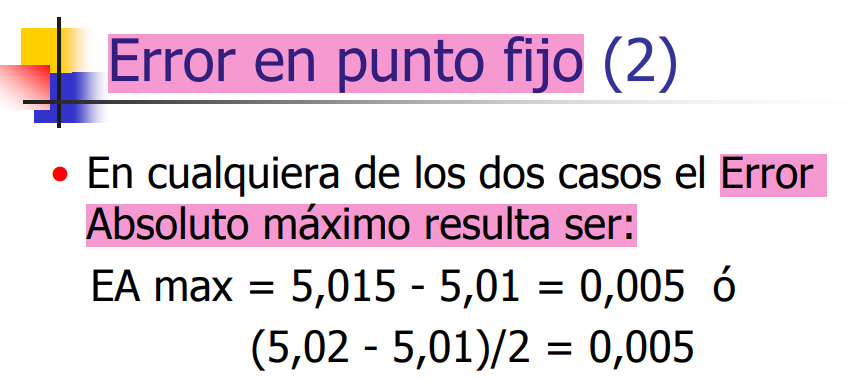 Error en punto fijo (2)
• En cualquiera de los dos casos el Error
Absoluto máximo resulta ser:
EA max = 5,015 - 5,01 = 0,005 ó
(5,02 - 5,01)/2 = 0,005